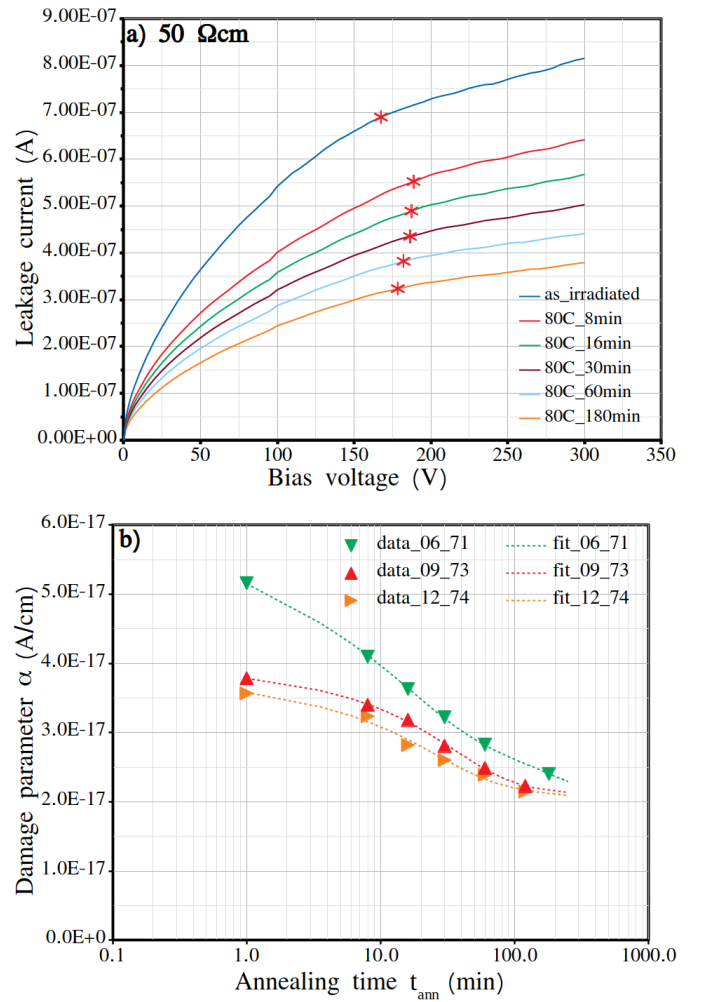 a) 50 Ωcm
9.00E-07
8.00E-07
7.00E-07
6.00E-07
5.00E-07
4.00E-07
3.00E-07
2.00E-07
1.00E-07
0.00E+00
Leakage current (A)
as_irradiated
80C_8min
80C_16min
80C_30min
80C_60min
80C_180min
0 50 100 150 200 250 300 350
Bias voltage (V)
b)
6.0E-17
5.0E-17
4.0E-17
3.0E-17
2.0E-17
1.0E-17
0.0E+0
Damage parameter α (A/cm)
data_06_71 fit_06_71
data_09_73 fit_09_73
data_12_74 fit_12_74
0.1 1.0 10.0 100.0 1000.0
Annealing time tann (min)